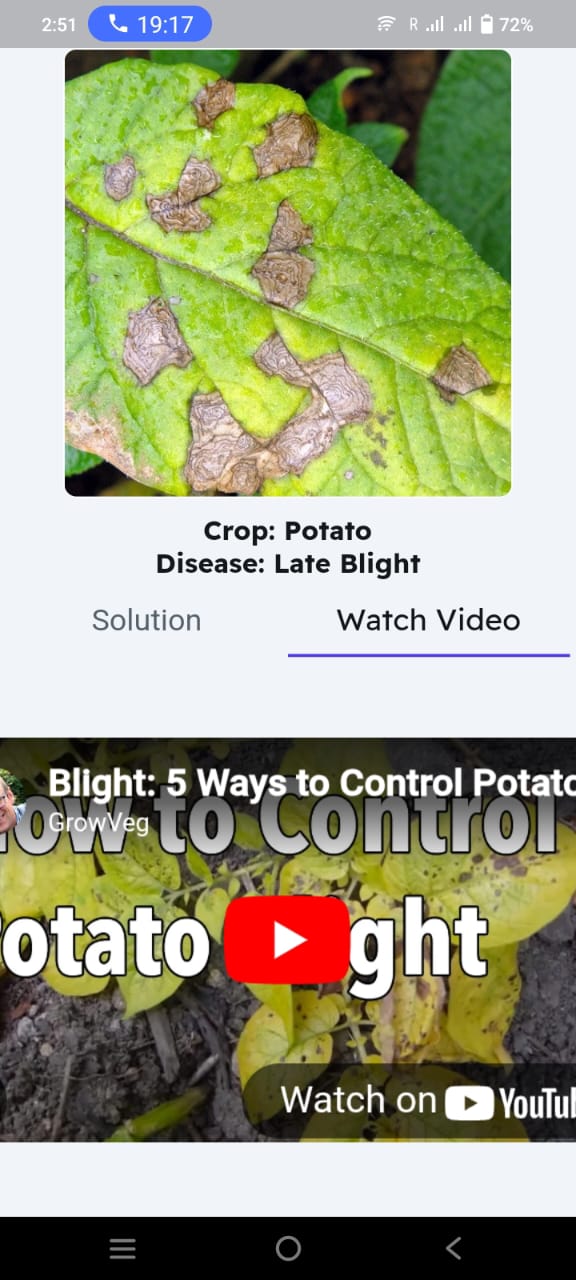 2:51 19:17 R 72%
Crop: Potato
Disease: Late Blight
Solution Watch Video
Blight: 5 Ways to Control Potato
GrowVeg
ow to Control
otato ght
Watch on YouTub